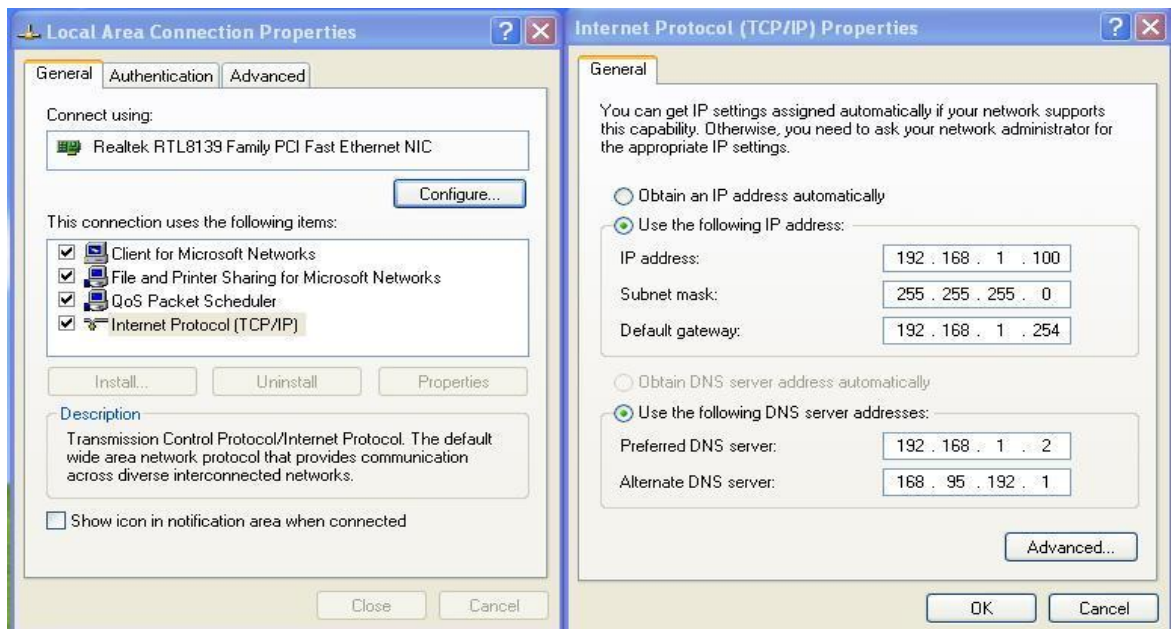 Local Area Connection Properties
General Authentication Advanced
Connect using:
Realtek RTL8139 Family PCI Fast Ethernet NIC
Configure...
This connection uses the following items:
Client for Microsoft Networks
File and Printer Sharing for Microsoft Networks
QoS Packet Scheduler
Internet Protocol (TCP/IP)
Install... Uninstall Properties
Description
Transmission Control Protocol/Internet Protocol. The default
wide area network protocol that provides communication
across diverse interconnected networks.
Show icon in notification area when connected
Close Cancel
Internet Protocol (TCP/IP) Properties
General
You can get IP settings assigned automatically if your network supports
this capability. Otherwise, you need to ask your network administrator for
the appropriate IP settings.
Obtain an IP address automatically
Use the following IP address:
IP address: 192 . 168 . 1 . 100
Subnet mask: 255 . 255 . 255 . 0
Default gateway: 192 . 168 . 1 . 254
Obtain DNS server address automatically
Use the following DNS server addresses:
Preferred DNS server: 192 . 168 . 1 . 2
Alternate DNS server: 168 . 95 . 192 . 1
Advanced...
OK Cancel